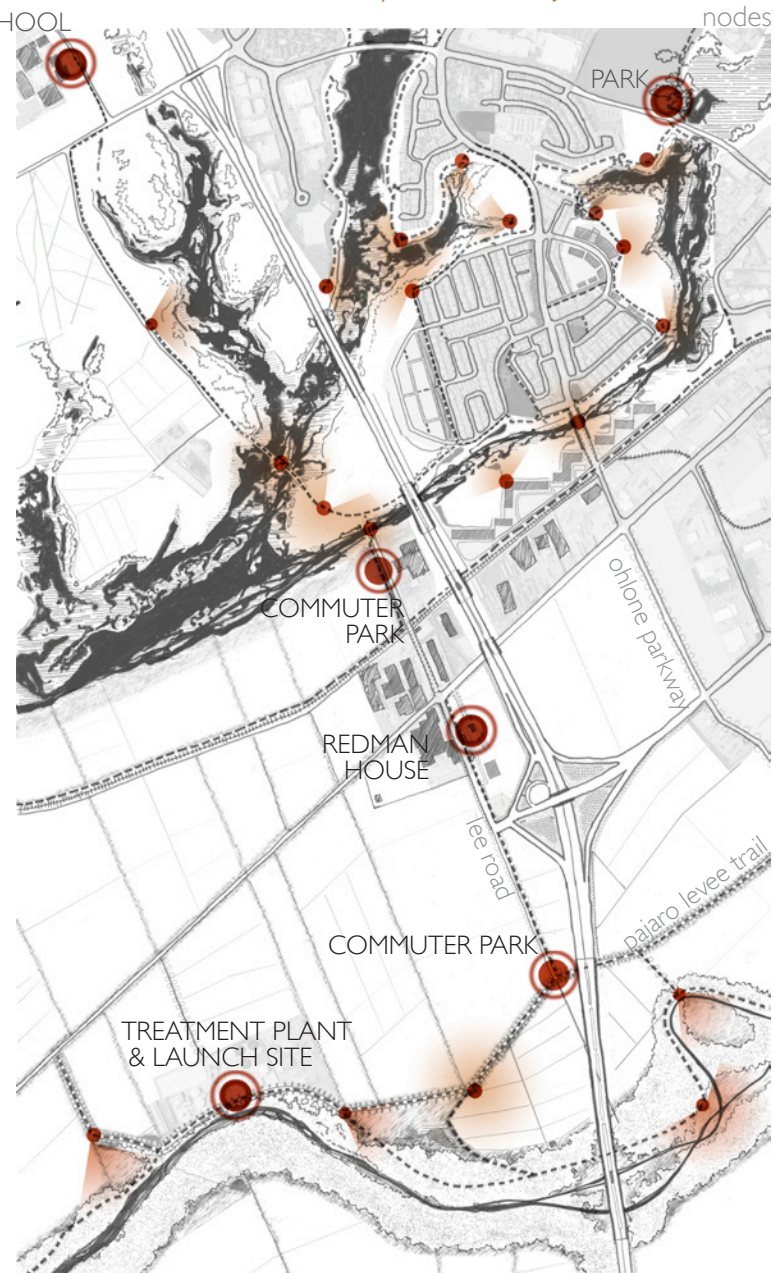 HOOL
nodes
PARK
COMMUTER
PARK
ohlone parkway
REDMAN
HOUSE
lee road
pajaro levee trail
COMMUTER PARK
TREATMENT PLANT
& LAUNCH SITE